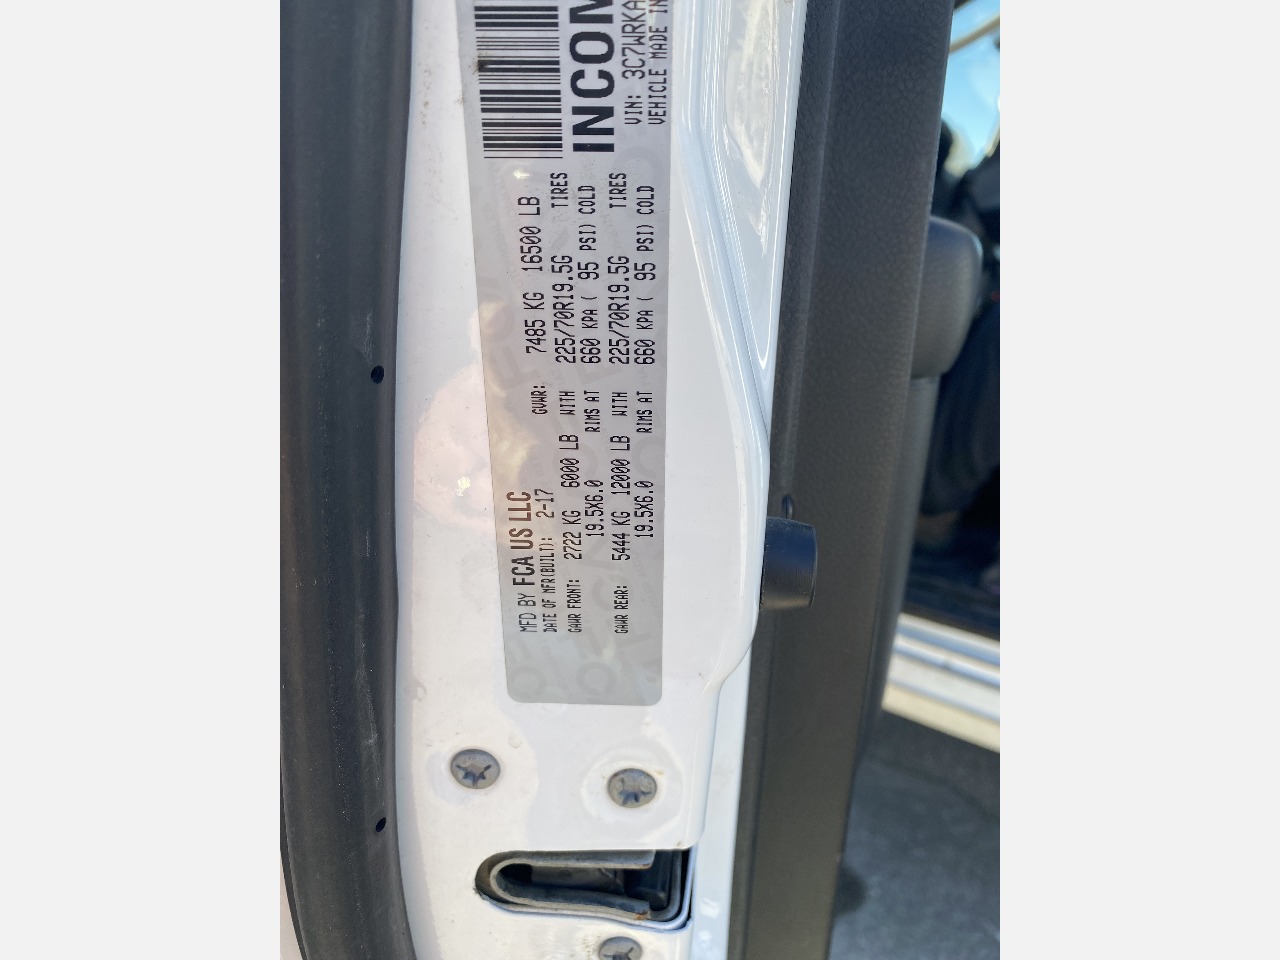 MFD BY FCA US LLC
DATE OF MFR(BUILT): 2-17 GVWR: 7485 KG 16500 LB
GAWR FRONT: 2722 KG 6000 LB WITH 225/70R19.5G TIRES
19.5X6.0 RIMS AT 660 KPA ( 95 PSI) COLD
GAWR REAR: 5444 KG 12000 LB WITH 225/70R19.5G TIRES
19.5X6.0 RIMS AT 660 KPA ( 95 PSI) COLD
INCOM
VIN: 3C7WRKA
VEHICLE MADE IN